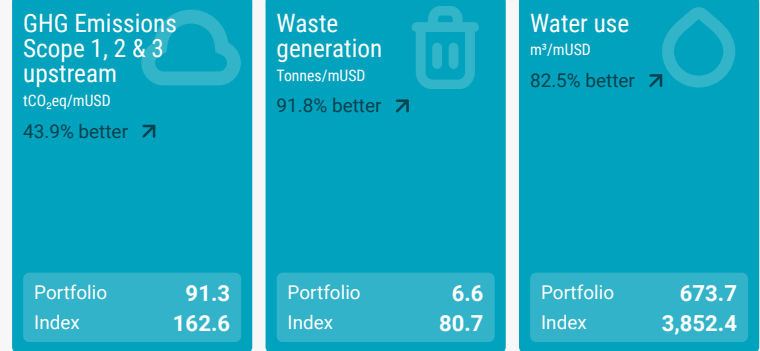 GHG Emissions
Scope 1, 2 & 3
upstream
tCO₂eq/mUSD
43.9% better
Portfolio 91.3
Index 162.6
Waste
generation
Tonnes/mUSD
91.8% better
Portfolio 6.6
Index 80.7
Water use
m³/mUSD
82.5% better
Portfolio 673.7
Index 3,852.4